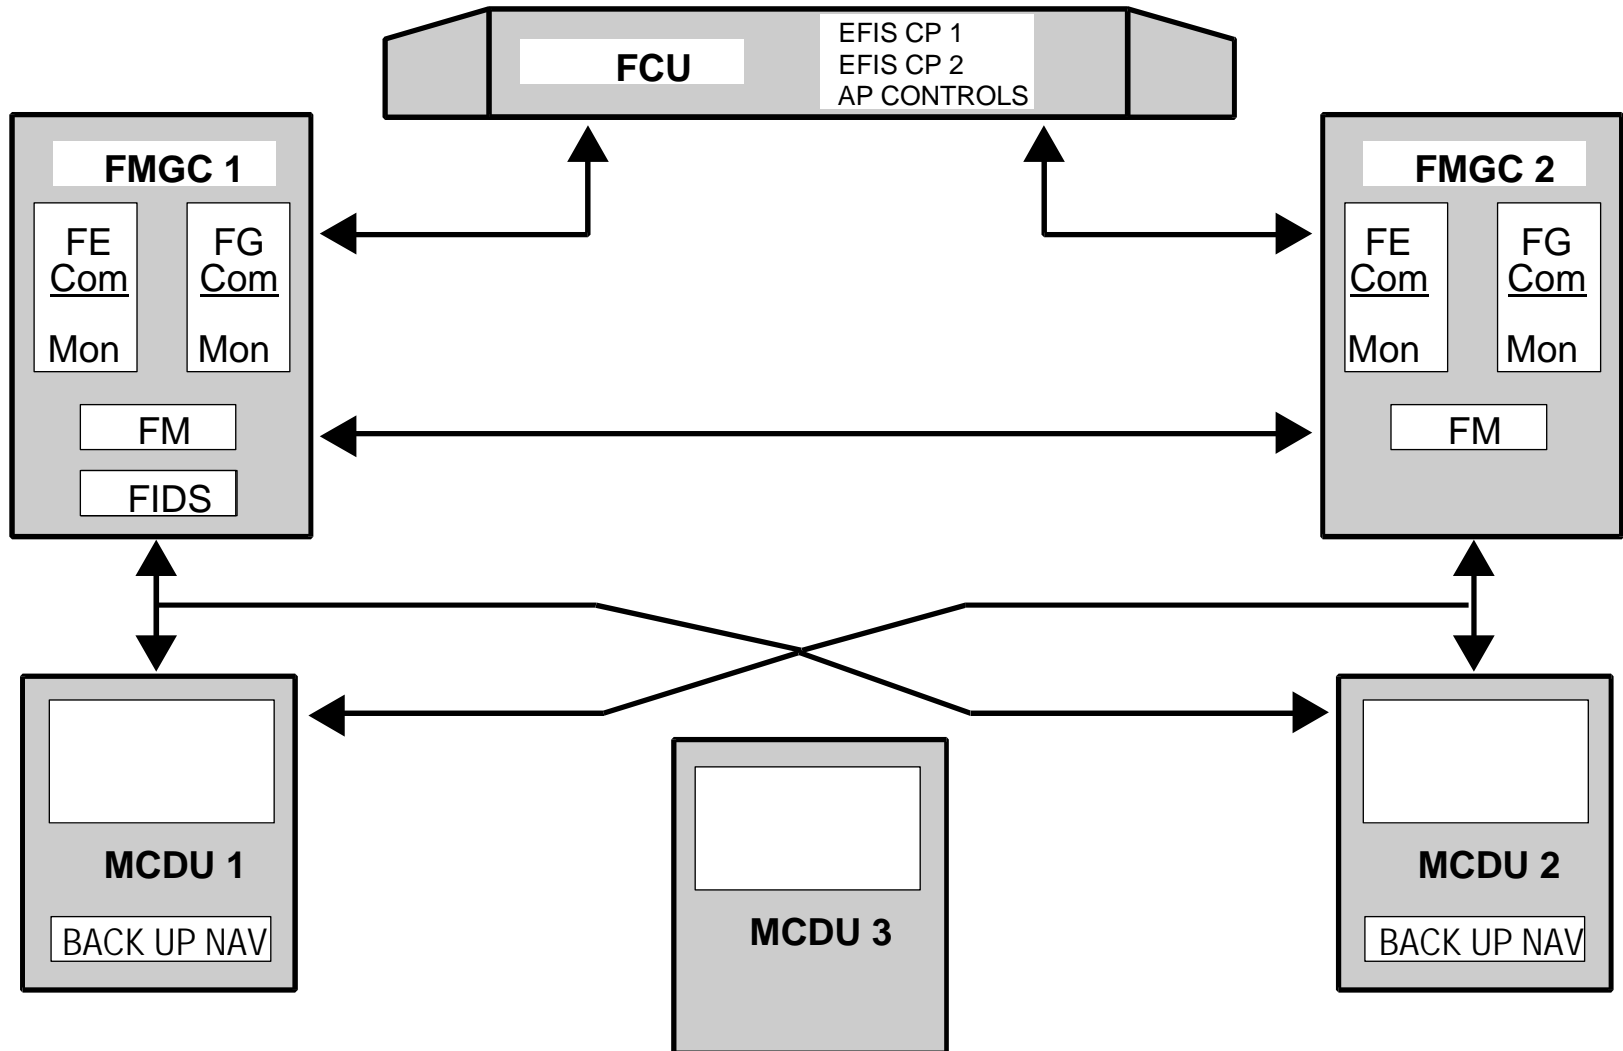 FCU
EFIS CP 1
EFIS CP 2
AP CONTROLS
FMGC 1
FE
Com
Mon
FG
Com
Mon
FM
FIDS
FMGC 2
FE
Com
Mon
FG
Com
Mon
FM
MCDU 1
BACK UP NAV
MCDU 3
MCDU 2
BACK UP NAV